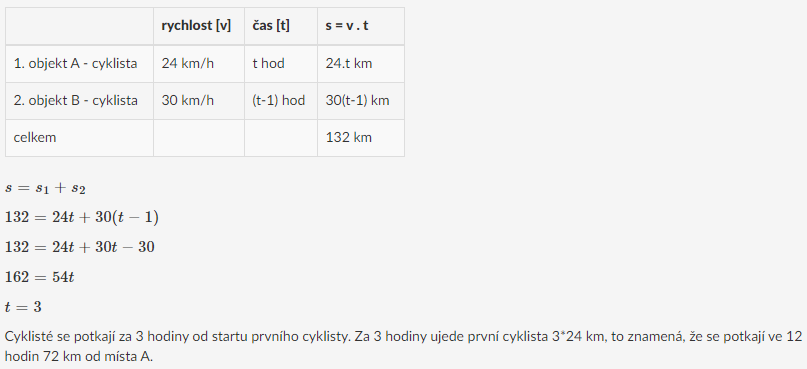 rychlost [v] čas [t] s = v . t
1. objekt A - cyklista 24 km/h t hod 24.t km
2. objekt B - cyklista 30 km/h (t-1) hod 30(t-1) km
celkem 132 km
s = s₁ + s₂
132 = 24t + 30(t − 1)
132 = 24t + 30t − 30
162 = 54t
t = 3
Cyklisté se potkají za 3 hodiny od startu prvního cyklisty. Za 3 hodiny ujede první cyklista 3*24 km, to znamená, že se potkají ve 12
hodin 72 km od místa A.